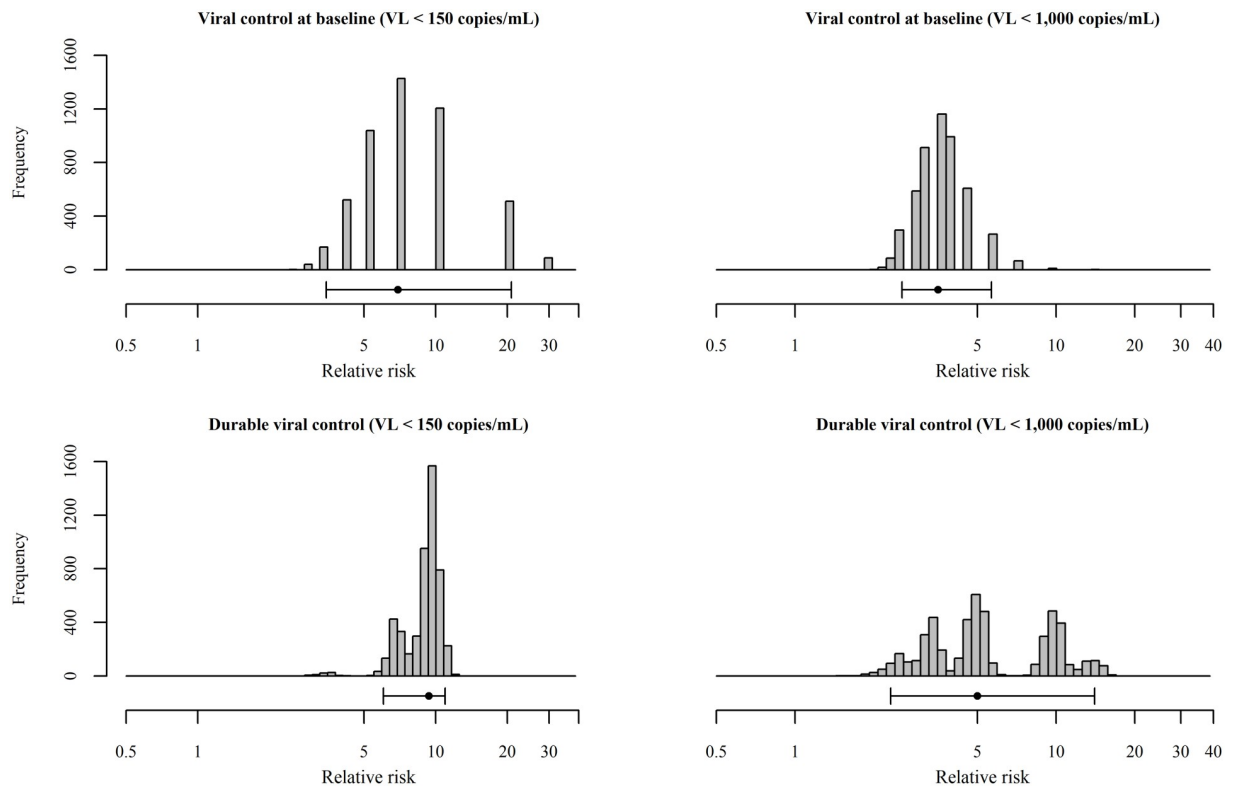 Viral control at baseline (VL < 150 copies/mL)
Frequency
1600
1200
800
400
0
0.5 1 5 10 20 30
Relative risk
Viral control at baseline (VL < 1,000 copies/mL)
0.5 1 5 10 20 30 40
Relative risk
Durable viral control (VL < 150 copies/mL)
Frequency
1600
1200
800
400
0
0.5 1 5 10 20 30
Relative risk
Durable viral control (VL < 1,000 copies/mL)
0.5 1 5 10 20 30 40
Relative risk